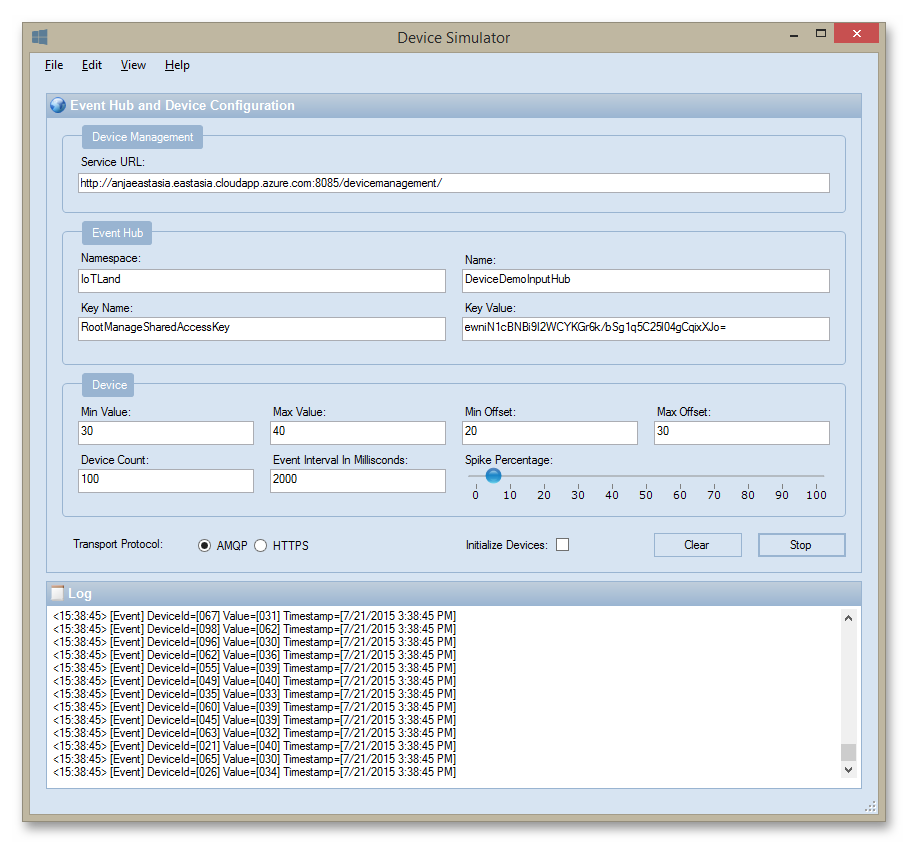 Device Simulator
File Edit View Help
Event Hub and Device Configuration
Device Management
Service URL:
http://anjaeastasia.eastasia.cloudapp.azure.com:8085/devicemanagement/
Event Hub
Namespace: Name:
IoTLand DeviceDemoInputHub
Key Name: Key Value:
RootManageSharedAccessKey
Device
Min Value: Max Value: Min Offset: Max Offset:
30 40 20 30
Device Count: Event Interval In Millisconds: Spike Percentage:
100 2000
0 10 20 30 40 50 60 70 80 90 100
Transport Protocol: AMQP HTTPS Initialize Devices: Clear Stop
Log
<15:38:45> [Event] DeviceId=[067] Value=[031] Timestamp=[7/21/2015 3:38:45 PM]
<15:38:45> [Event] DeviceId=[098] Value=[062] Timestamp=[7/21/2015 3:38:45 PM]
<15:38:45> [Event] DeviceId=[096] Value=[030] Timestamp=[7/21/2015 3:38:45 PM]
<15:38:45> [Event] DeviceId=[062] Value=[036] Timestamp=[7/21/2015 3:38:45 PM]
<15:38:45> [Event] DeviceId=[055] Value=[039] Timestamp=[7/21/2015 3:38:45 PM]
<15:38:45> [Event] DeviceId=[049] Value=[040] Timestamp=[7/21/2015 3:38:45 PM]
<15:38:45> [Event] DeviceId=[035] Value=[033] Timestamp=[7/21/2015 3:38:45 PM]
<15:38:45> [Event] DeviceId=[060] Value=[039] Timestamp=[7/21/2015 3:38:45 PM]
<15:38:45> [Event] DeviceId=[045] Value=[039] Timestamp=[7/21/2015 3:38:45 PM]
<15:38:45> [Event] DeviceId=[063] Value=[032] Timestamp=[7/21/2015 3:38:45 PM]
<15:38:45> [Event] DeviceId=[021] Value=[040] Timestamp=[7/21/2015 3:38:45 PM]
<15:38:45> [Event] DeviceId=[065] Value=[030] Timestamp=[7/21/2015 3:38:45 PM]
<15:38:45> [Event] DeviceId=[026] Value=[034] Timestamp=[7/21/2015 3:38:45 PM]